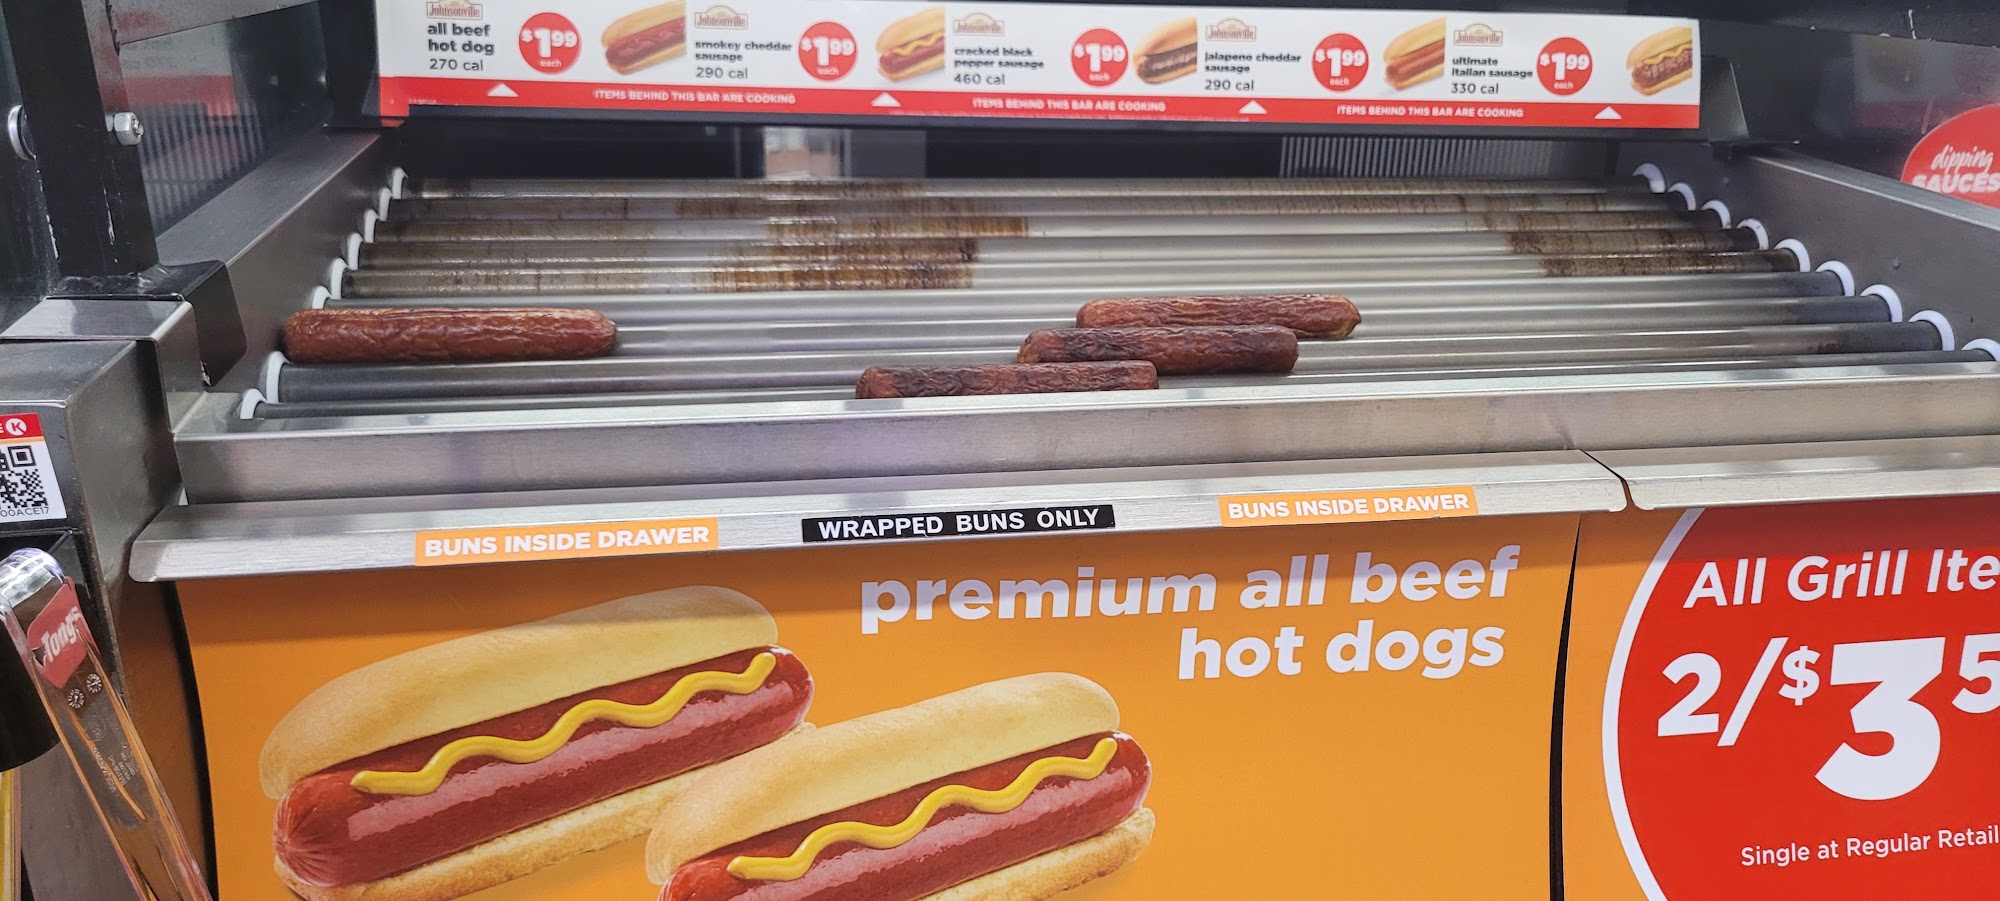 Johnsonville
all beef
hot dog
270 cal
$1.99
each
Johnsonville
smokey cheddar
sausage
290 cal
$1.99
each
Johnsonville
cracked black
pepper sausage
460 cal
$1.99
each
Johnsonville
jalapeno cheddar
sausage
290 cal
$1.99
each
Johnsonville
ultimate
italian sausage
330 cal
$1.99
each
ITEMS BEHIND THIS BAR ARE COOKING
ITEMS BEHIND THIS BAR ARE COOKING
ITEMS BEHIND THIS BAR ARE COOKING
dipping
SAUCES
K
00ACE17
BUNS INSIDE DRAWER
WRAPPED BUNS ONLY
BUNS INSIDE DRAWER
Tongs
premium all beef
hot dogs
All Grill Ite
2/$35
Single at Regular Retail